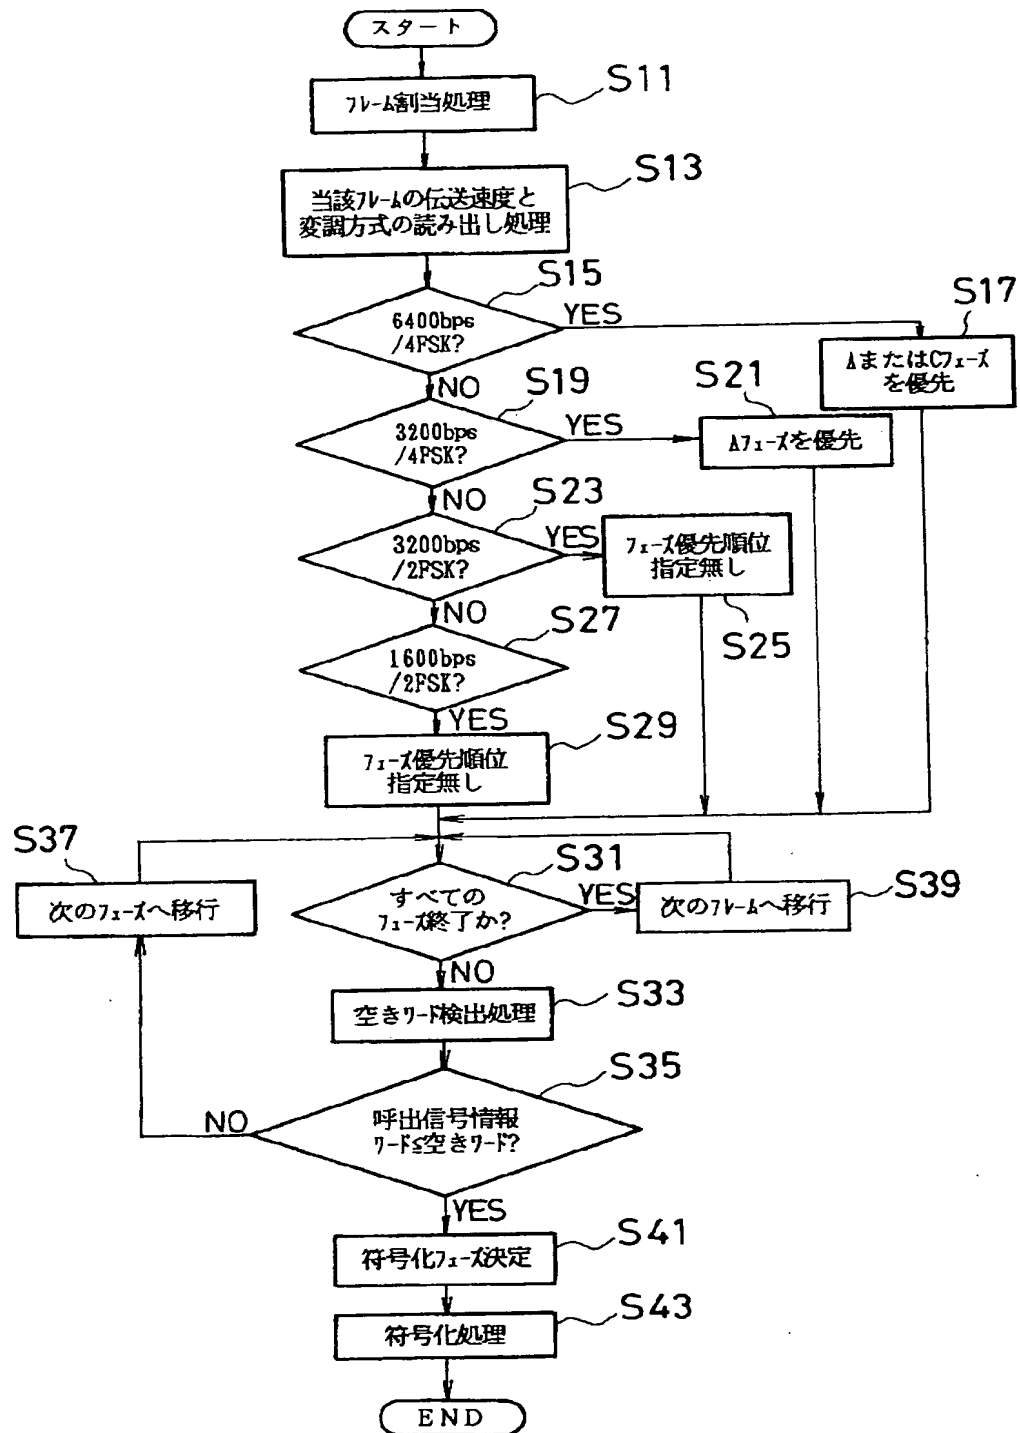 スタート
S11
フレーム割当処理
S13
当該フレームの伝送速度と
変調方式の読み出し処理
S15
6400bps
/4FSK?
YES
S17
AまたはCフェーズ
を優先
NO
S19
3200bps
/4FSK?
YES
S21
Aフェーズを優先
NO
S23
3200bps
/2FSK?
YES
フェーズ優先順位
指定無し
S25
NO
S27
1600bps
/2FSK?
YES
S29
フェーズ優先順位
指定無し
S37
次のフェーズへ移行
S31
すべての
フェーズ終了か?
YES
S39
次のフレームへ移行
NO
S33
空きワード検出処理
S35
呼出信号情報
ワード≦空きワード?
NO
YES
S41
符号化フェーズ決定
S43
符号化処理
END